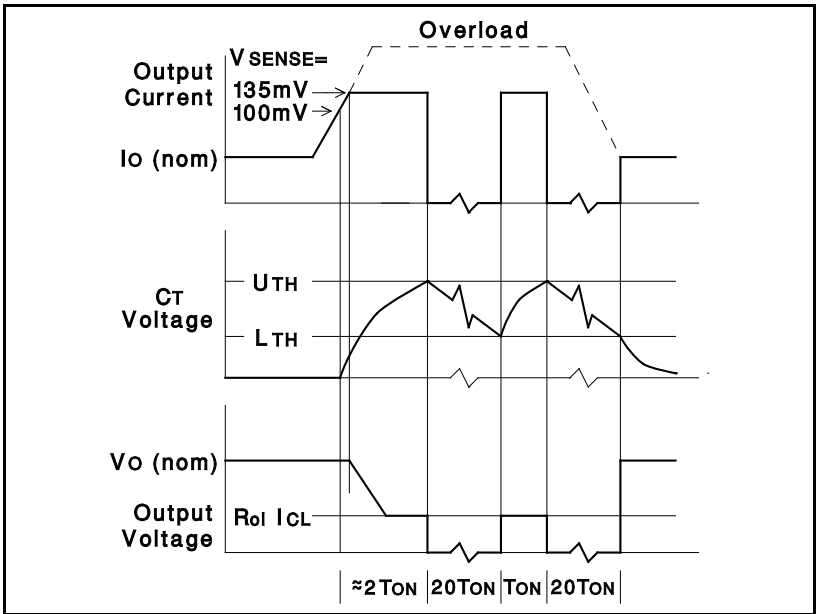 Overload
VSENSE=
Output
Current
135mV
100mV
IO (nom)
UTH
CT
Voltage
LTH
VO (nom)
Output
Voltage
Rol ICL
≈2TON 20TON TON 20TON